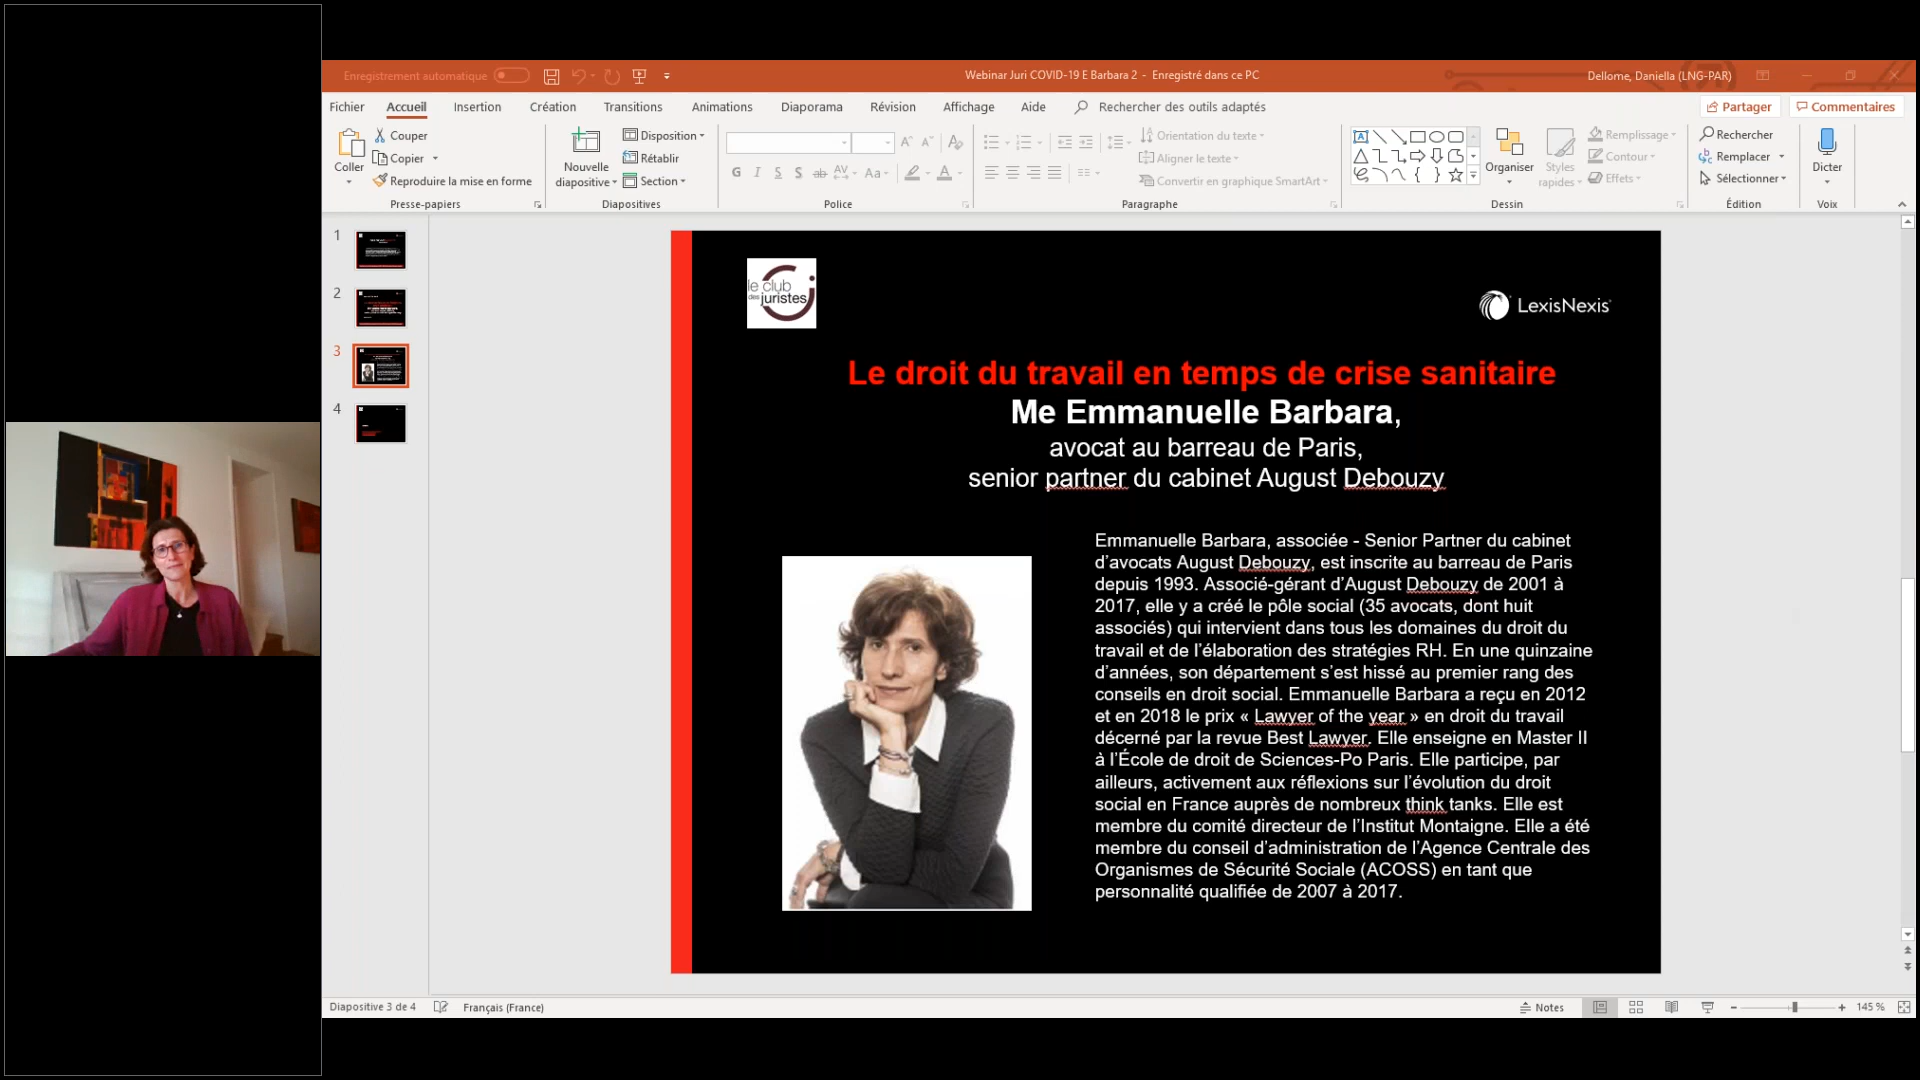 Enregistrement automatique
Webinar Juri COVID-19 E Barbara 2 - Enregistré dans ce PC
Dellome, Daniella (LNG-PAR)
Fichier Accueil Insertion Création Transitions Animations Diaporama Révision Affichage Aide Rechercher des outils adaptés
Partager Commentaires
Coller
Couper
Copier
Reproduire la mise en forme
Presse-papiers
Nouvelle
diapositive
Disposition
Rétablir
Section
Diapositives
G I S S ab AV Aa A
Police
Orientation du texte
Aligner le texte
Convertir en graphique SmartArt
Paragraphe
Organiser
Styles
rapides
Remplissage
Contour
Effets
Dessin
Rechercher
Remplacer
Sélectionner
Édition
Dicter
Voix
1
2
3
4
le club
des juristes
LexisNexis
Le droit du travail en temps de crise sanitaire
Me Emmanuelle Barbara,
avocat au barreau de Paris,
senior partner du cabinet August Debouzy
Emmanuelle Barbara, associée - Senior Partner du cabinet
d’avocats August Debouzy, est inscrite au barreau de Paris
depuis 1993. Associé-gérant d’August Debouzy de 2001 à
2017, elle y a créé le pôle social (35 avocats, dont huit
associés) qui intervient dans tous les domaines du droit du
travail et de l’élaboration des stratégies RH. En une quinzaine
d’années, son département s’est hissé au premier rang des
conseils en droit social. Emmanuelle Barbara a reçu en 2012
et en 2018 le prix « Lawyer of the year » en droit du travail
décerné par la revue Best Lawyer. Elle enseigne en Master II
à l’École de droit de Sciences-Po Paris. Elle participe, par
ailleurs, activement aux réflexions sur l’évolution du droit
social en France auprès de nombreux think tanks. Elle est
membre du comité directeur de l’Institut Montaigne. Elle a été
membre du conseil d’administration de l’Agence Centrale des
Organismes de Sécurité Sociale (ACOSS) en tant que
personnalité qualifiée de 2007 à 2017.
Diapositive 3 de 4 Français (France)
Notes
145 %